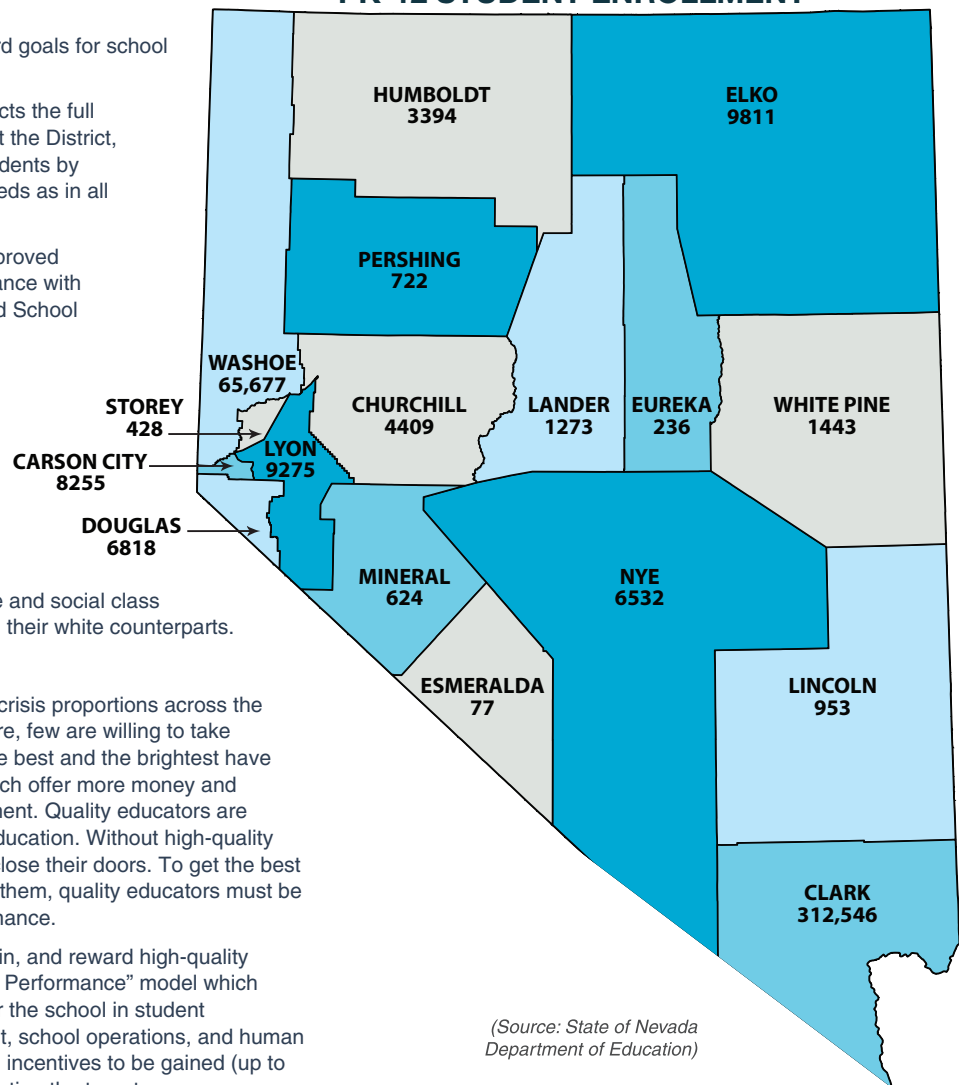 rd goals for school
cts the full
t the District,
dents by
eds as in all
proved
ance with
d School
HUMBOLDT
3394
ELKO
9811
PERSHING
722
WASHOE
65,677
STOREY
428
CHURCHILL
4409
LANDER
1273
EUREKA
236
WHITE PINE
1443
CARSON CITY
8255
LYON
9275
DOUGLAS
6818
MINERAL
624
NYE
6532
ESMERALDA
77
LINCOLN
953
CLARK
312,546
e and social class
their white counterparts.
crisis proportions across the
re, few are willing to take
e best and the brightest have
ch offer more money and
ment. Quality educators are
education. Without high-quality
close their doors. To get the best
them, quality educators must be
mance.
in, and reward high-quality
Performance” model which
r the school in student
t, school operations, and human
incentives to be gained (up to
(Source: State of Nevada
Department of Education)